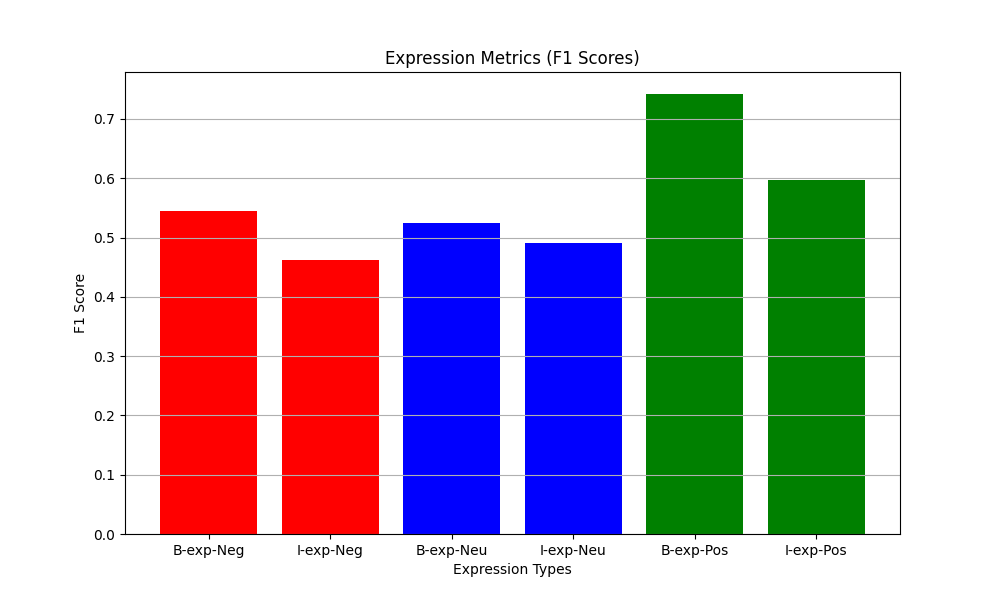 Expression Metrics (F1 Scores)
F1 Score
0.7
0.6
0.5
0.4
0.3
0.2
0.1
0.0
B-exp-Neg I-exp-Neg B-exp-Neu I-exp-Neu B-exp-Pos I-exp-Pos
Expression Types